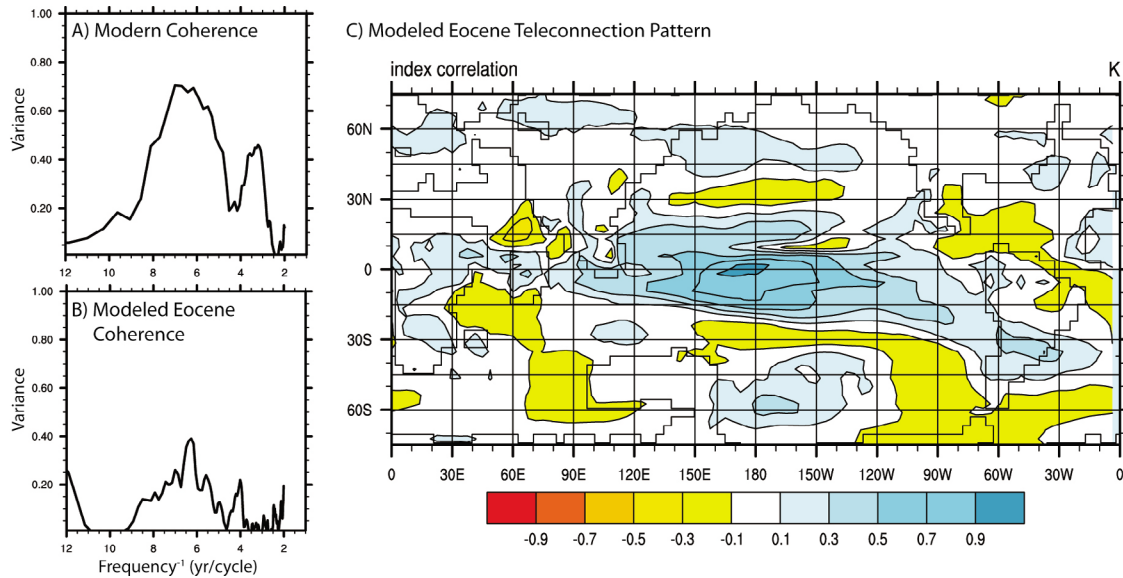 1.00
A) Modern Coherence
0.80
0.60
0.40
0.20
Variance
12 10 8 6 4 2
1.00
B) Modeled Eocene
Coherence
0.80
0.60
0.40
0.20
Variance
12 10 8 6 4 2
Frequency⁻¹ (yr/cycle)
C) Modeled Eocene Teleconnection Pattern
index correlation K
60N
30N
0
30S
60S
0 30E 60E 90E 120E 150E 180 150W 120W 90W 60W 30W 0
-0.9 -0.7 -0.5 -0.3 -0.1 0.1 0.3 0.5 0.7 0.9